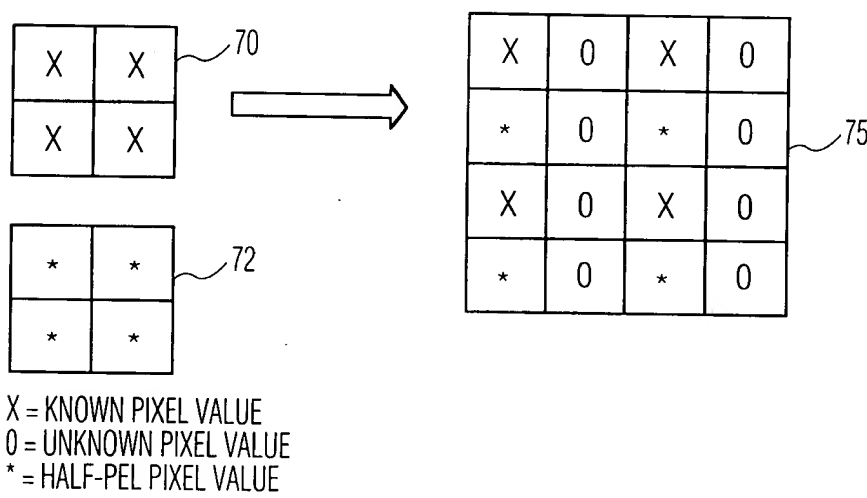 X X
X X
70
* *
* *
72
X 0 X 0
* 0 * 0
X 0 X 0
* 0 * 0
75
X = KNOWN PIXEL VALUE
0 = UNKNOWN PIXEL VALUE
* = HALF-PEL PIXEL VALUE